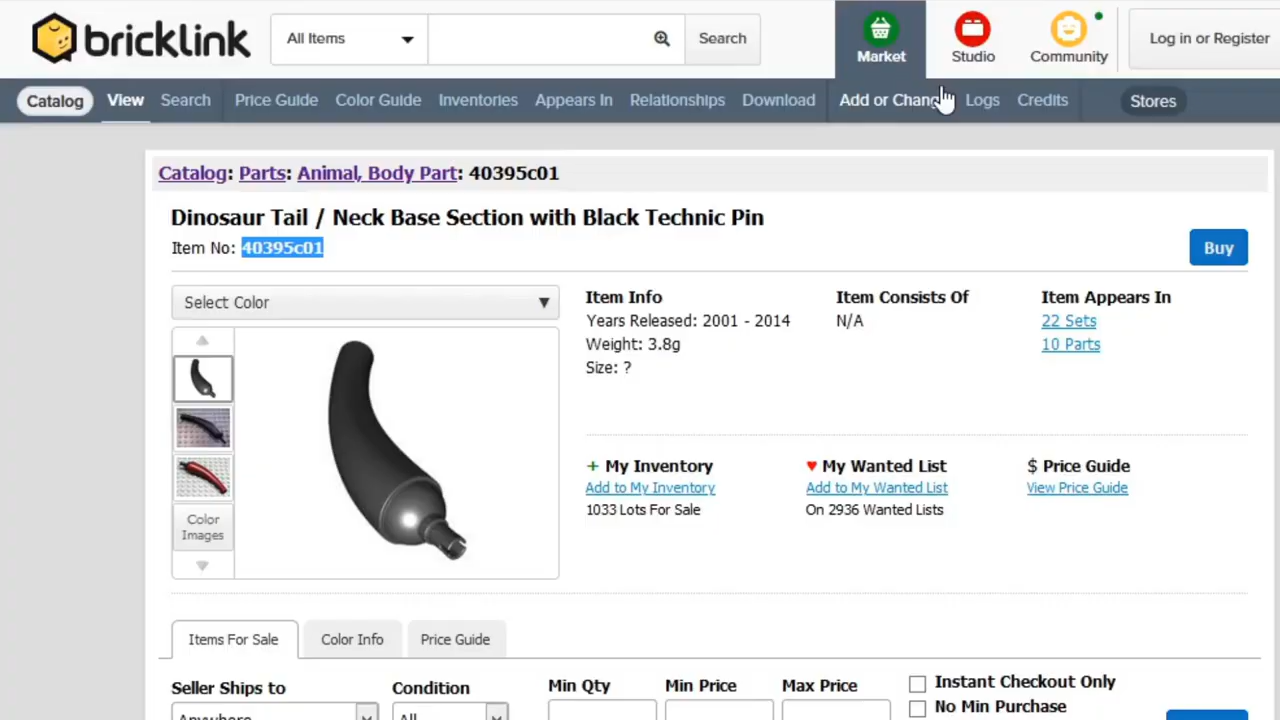 bricklink
All Items
Search
Market
Studio
Community
Log in or Register
Catalog
View
Search
Price Guide
Color Guide
Inventories
Appears In
Relationships
Download
Add or Chang
Logs
Credits
Stores
Catalog: Parts: Animal, Body Part: 40395c01
Dinosaur Tail / Neck Base Section with Black Technic Pin
Item No: 40395c01
Buy
Select Color
Color
Images
Item Info
Years Released: 2001 - 2014
Weight: 3.8g
Size: ?
Item Consists Of
N/A
Item Appears In
22 Sets
10 Parts
+ My Inventory
Add to My Inventory
1033 Lots For Sale
♥ My Wanted List
Add to My Wanted List
On 2936 Wanted Lists
$ Price Guide
View Price Guide
Items For Sale
Color Info
Price Guide
Seller Ships to
Condition
Min Qty
Min Price
Max Price
Instant Checkout Only
No Min Purchase
Anywhere
All